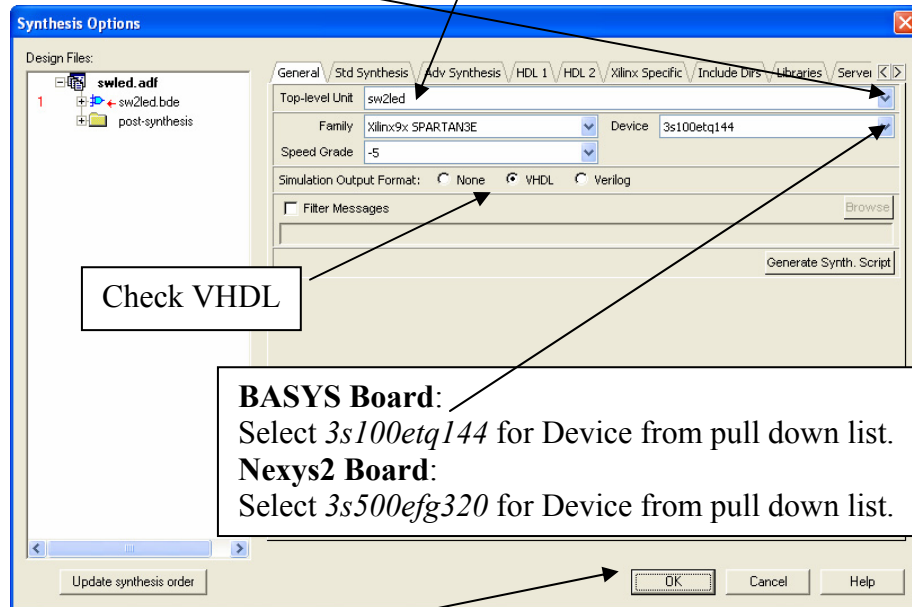 Synthesis Options
Design Files:
swled.adf
1 sw2led.bde
post-synthesis
General Std Synthesis Adv Synthesis HDL 1 HDL 2 Xilinx Specific Include Dirs Libraries Server
Top-level Unit sw2led
Family Xilinx9x SPARTAN3E Device 3s100etq144
Speed Grade -5
Simulation Output Format: None VHDL Verilog
Filter Messages Browse
Generate Synth. Script
Check VHDL
BASYS Board:
Select 3s100etq144 for Device from pull down list.
Nexys2 Board:
Select 3s500efg320 for Device from pull down list.
Update synthesis order OK Cancel Help